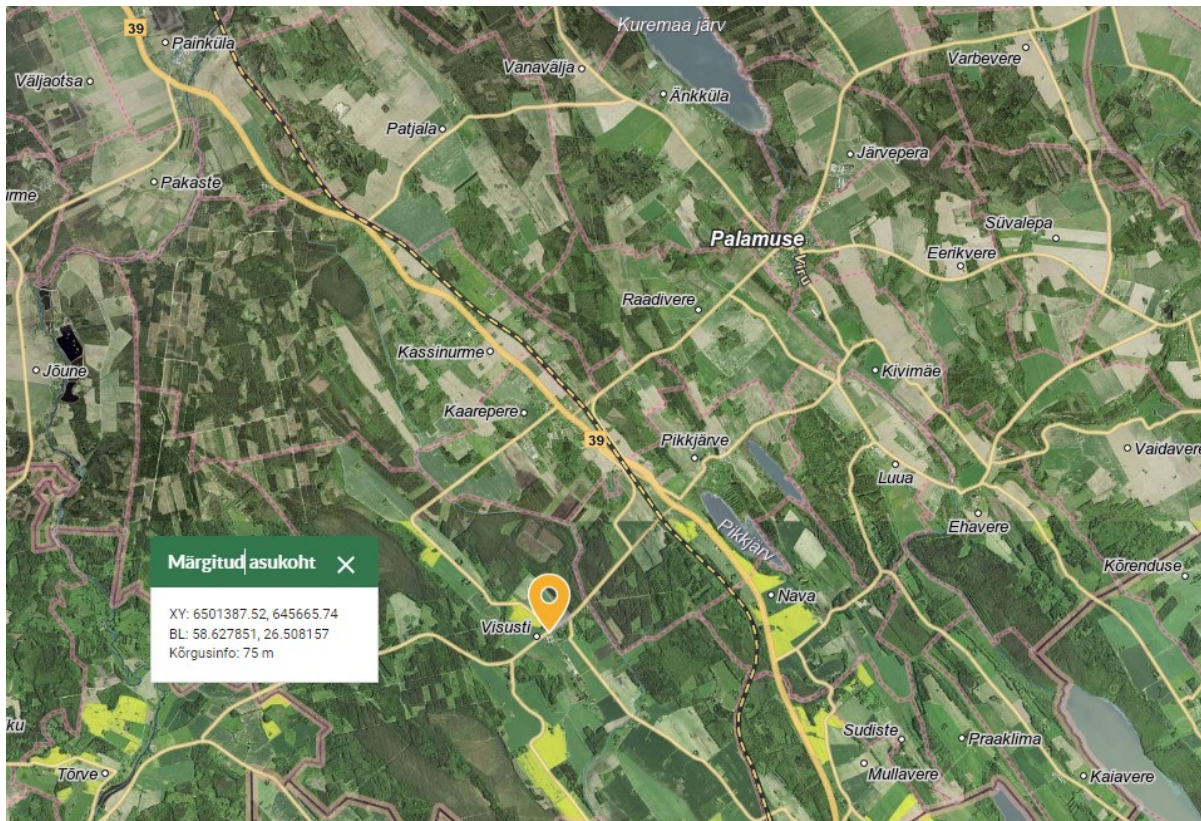 Kuremaa järv
39
Painküla
Varbevere
Väljaotsa
Vanavälja
Änkküla
Patjala
Järvepera
Pakaste
urme
Süvalepa
Palamuse
Eerikvere
Viru
Raadivere
Kassinurme
Jõune
Kivimäe
Kaarepere
39
Pikkjärve
Vaidavere
Luua
Ehavere
Pikkjärv
Märgitud asukoht
Kõrenduse
Nava
XY: 6501387.52, 645665.74
BL: 58.627851, 26.508157
Kõrgusinfo: 75 m
Visusti
ku
Sudiste
Praaklima
Tõrve
Mullavere
Kaiavere